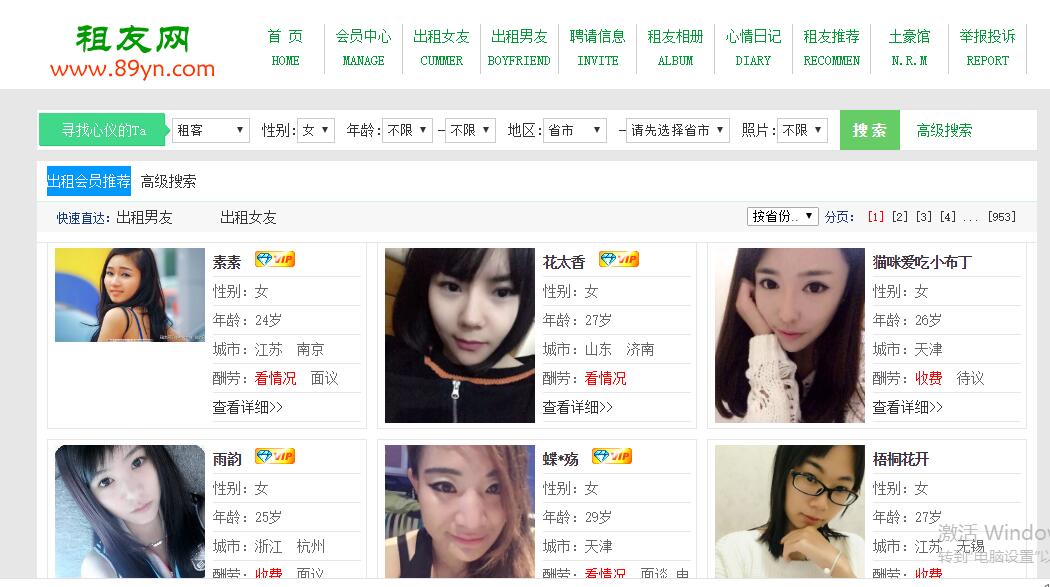 租友网
www.89yn.com
首 页 会员中心 出租女友 出租男友 聘请信息 租友相册 心情日记 租友推荐 土豪馆 举报投诉
HOME MANAGE CUMMER BOYFRIEND INVITE ALBUM DIARY RECOMMEN N.R.M REPORT
寻找心仪的Ta 租客 性别: 女 年龄: 不限 - 不限 地区: 省市 - 请先选择省市 照片: 不限 搜 索 高级搜索
出租会员推荐 高级搜索
快速直达: 出租男友 出租女友 按省份.. 分页: [1] [2] [3] [4] ... [953]
素素 VIP
性别: 女
年龄: 24岁
城市: 江苏 南京
酬劳: 看情况 面议
查看详细>>
花太香 VIP
性别: 女
年龄: 27岁
城市: 山东 济南
酬劳: 看情况
查看详细>>
猫咪爱吃小布丁
性别: 女
年龄: 26岁
城市: 天津
酬劳: 收费 待议
查看详细>>
雨韵 VIP
性别: 女
年龄: 25岁
城市: 浙江 杭州
酬劳: 收费 面议
蝶*殇 VIP
性别: 女
年龄: 29岁
城市: 天津
酬劳: 看情况 面谈
梧桐花开
性别: 女
年龄: 27岁
城市: 江苏 无锡
酬劳: 收费
激活 Windo
转到"电脑设置"以